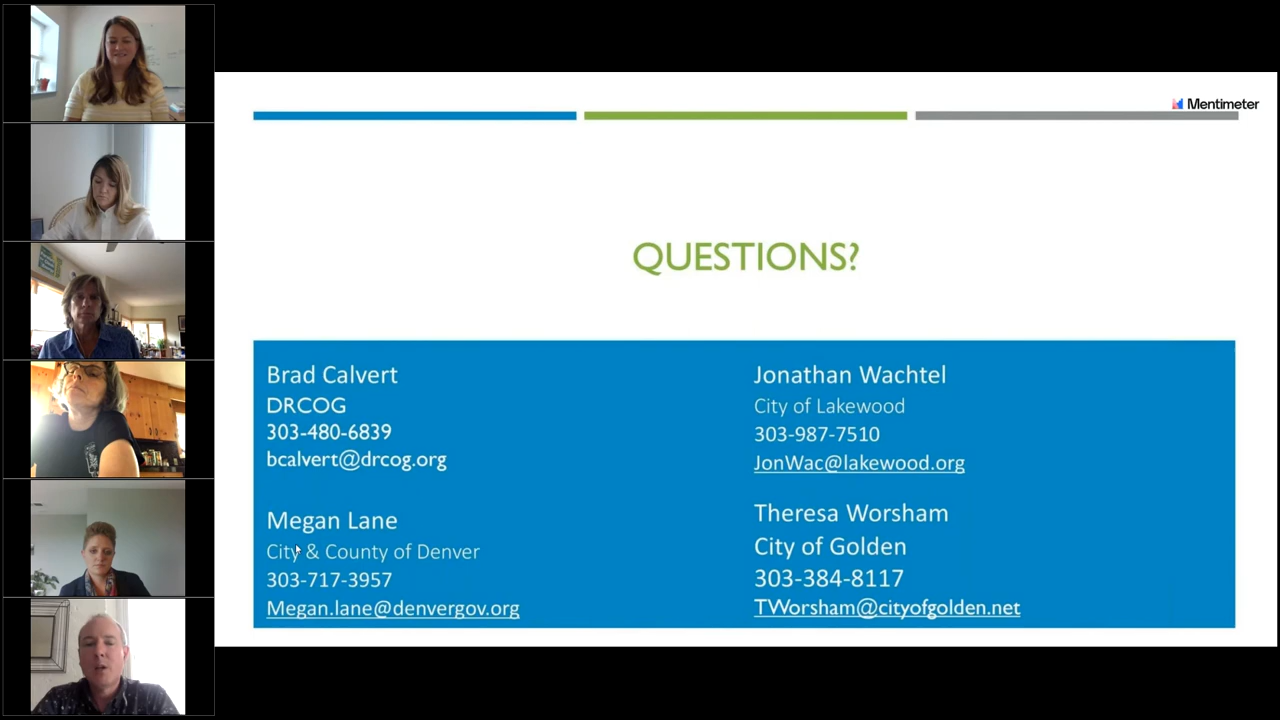 Mentimeter
QUESTIONS?
Brad Calvert
DRCOG
303-480-6839
bcalvert@drcog.org
Megan Lane
City & County of Denver
303-717-3957
Megan.lane@denvergov.org
Jonathan Wachtel
City of Lakewood
303-987-7510
JonWac@lakewood.org
Theresa Worsham
City of Golden
303-384-8117
TWorsham@cityofgolden.net